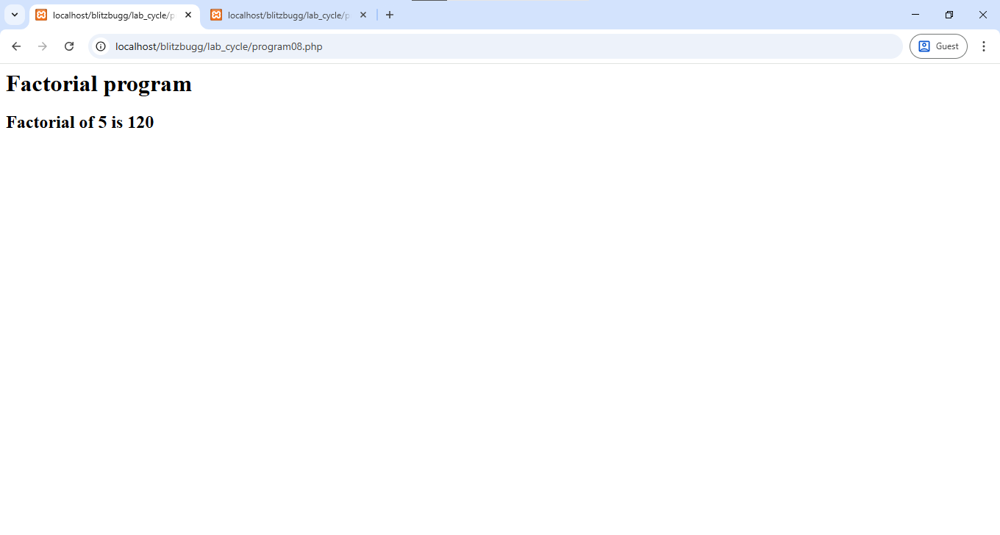 localhost/blitzbugg/lab_cycle/p
localhost/blitzbugg/lab_cycle/p
localhost/blitzbugg/lab_cycle/program08.php
Guest
Factorial program
Factorial of 5 is 120